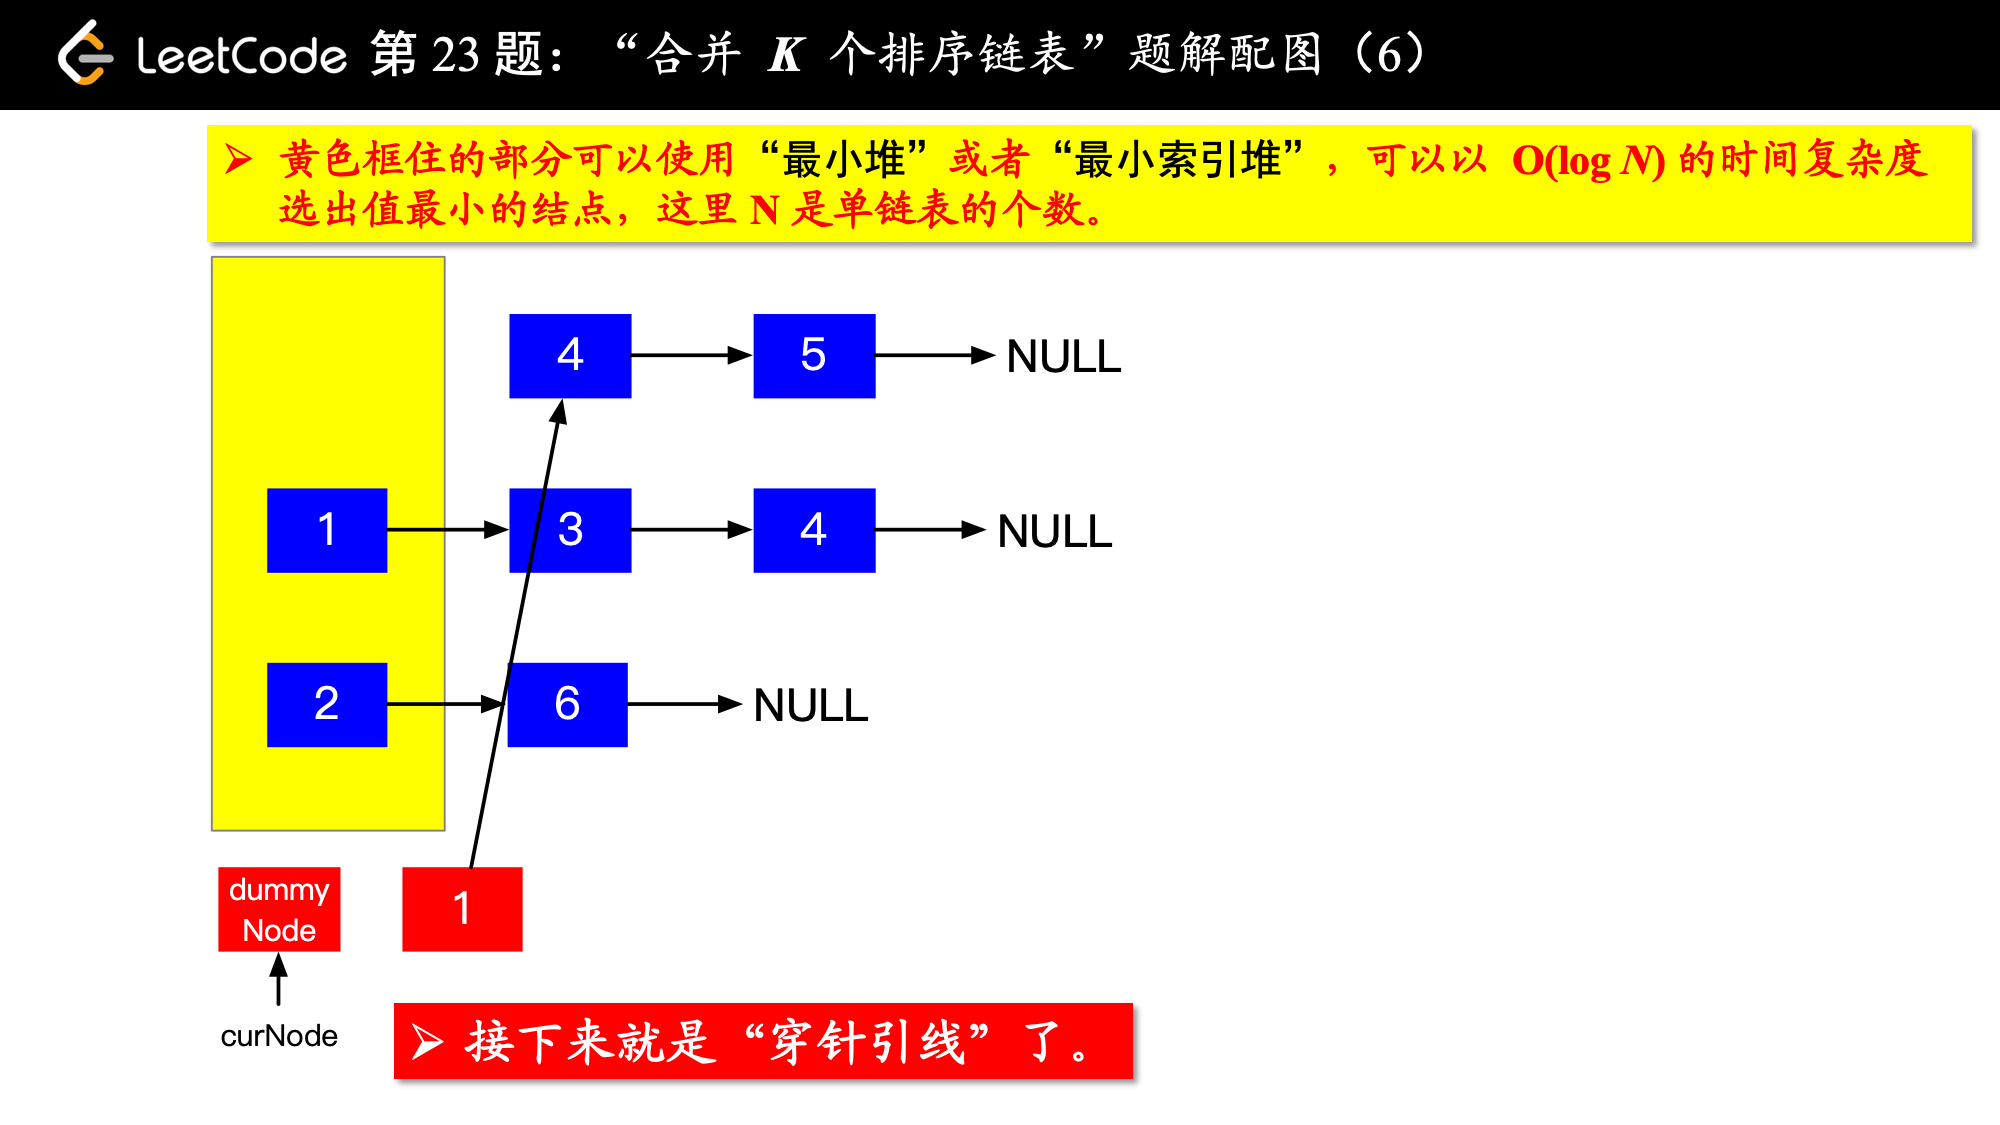 LeetCode 第 23 题：“合并 K 个排序链表”题解配图（6）
➢ 黄色框住的部分可以使用“最小堆”或者“最小索引堆”，可以以 O(log N) 的时间复杂度
选出值最小的结点，这里 N 是单链表的个数。
4 5 NULL
1 3 4 NULL
2 6 NULL
dummy
Node
1
curNode
➢ 接下来就是“穿针引线”了。